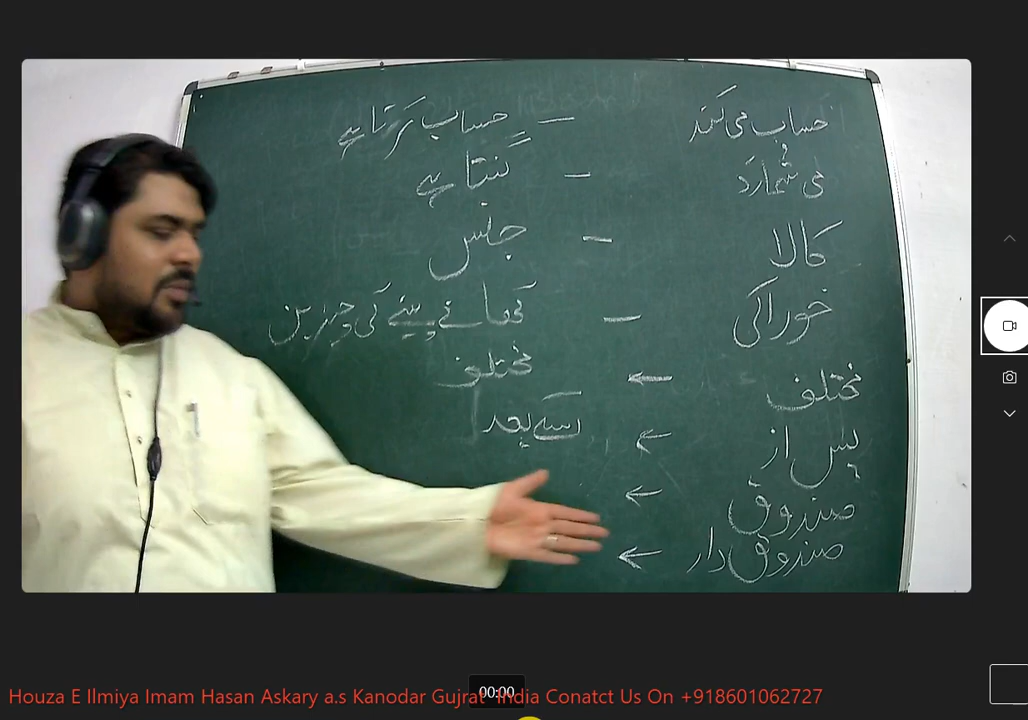 حساب می کند - حساب کرتا ہے
می شمارد - گنتا ہے
کالا - جنس
خوراکی - کھانے پینے کی چیزیں
مختلف ← مختلف
پس از ← اسکے بعد
صندوق ←
صندوق دار ←
00:00
Houza E Ilmiya Imam Hasan Askary a.s Kanodar Gujrat India Conatct Us On +918601062727